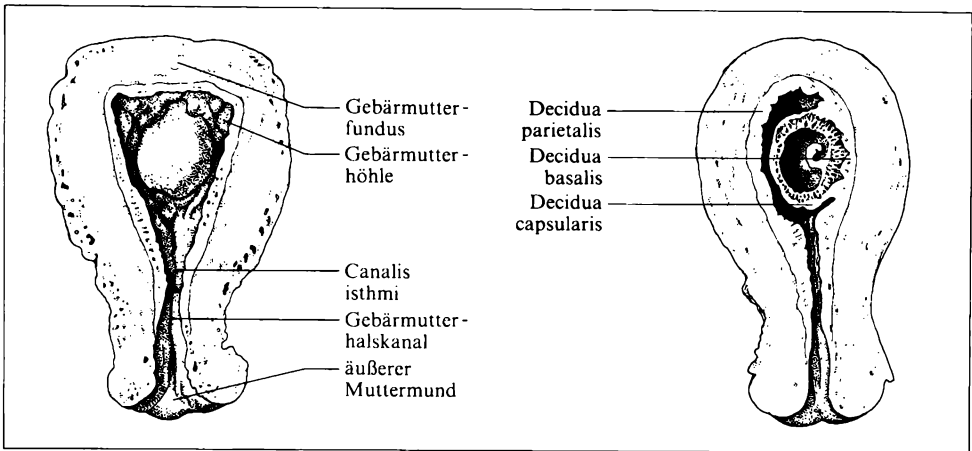 Gebärmutter-
fundus
Gebärmutter-
höhle
Canalis
isthmi
Gebärmutter-
halskanal
äußerer
Muttermund
Decidua
parietalis
Decidua
basalis
Decidua
capsularis